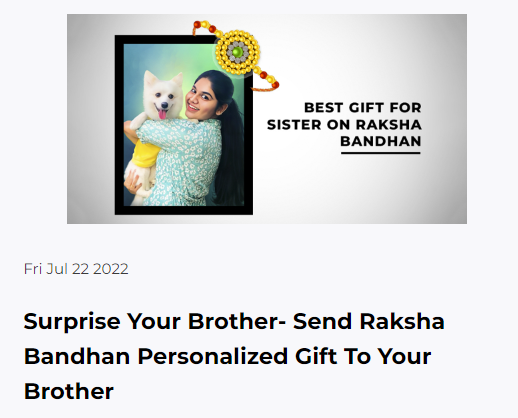 BEST GIFT FOR
SISTER ON RAKSHA
BANDHAN
Fri Jul 22 2022
Surprise Your Brother- Send Raksha
Bandhan Personalized Gift To Your
Brother